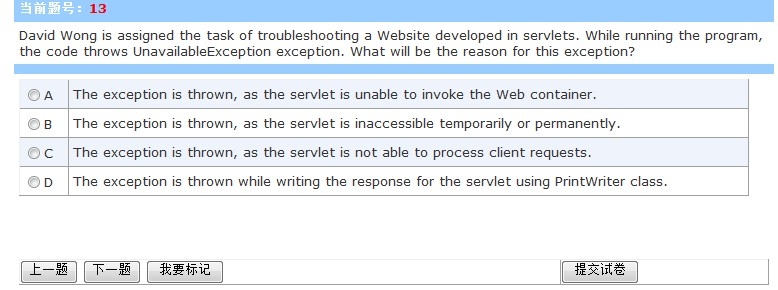 当前题号：13
David Wong is assigned the task of troubleshooting a Website developed in servlets. While running the program,
the code throws UnavailableException exception. What will be the reason for this exception?
A The exception is thrown, as the servlet is unable to invoke the Web container.
B The exception is thrown, as the servlet is inaccessible temporarily or permanently.
C The exception is thrown, as the servlet is not able to process client requests.
D The exception is thrown while writing the response for the servlet using PrintWriter class.
上一题 下一题 我要标记 提交试卷